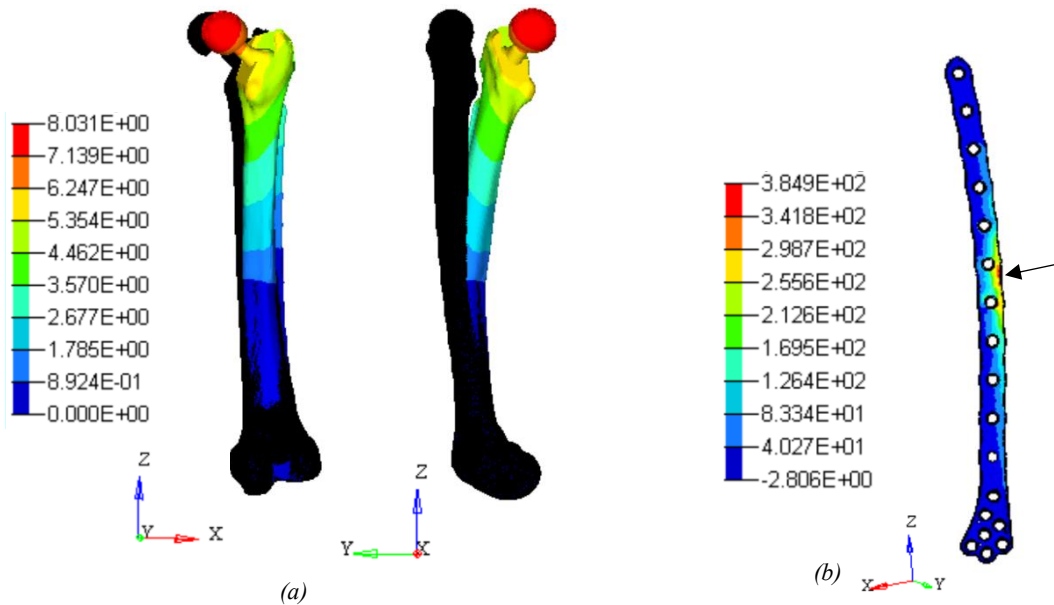 8.031E+00
7.139E+00
6.247E+00
5.354E+00
4.462E+00
3.570E+00
2.677E+00
1.785E+00
8.924E-01
0.000E+00
Z
Y
X
Z
Y
X
(a)
3.849E+02
3.418E+02
2.987E+02
2.556E+02
2.126E+02
1.695E+02
1.264E+02
8.334E+01
4.027E+01
-2.806E+00
Z
X
Y
(b)